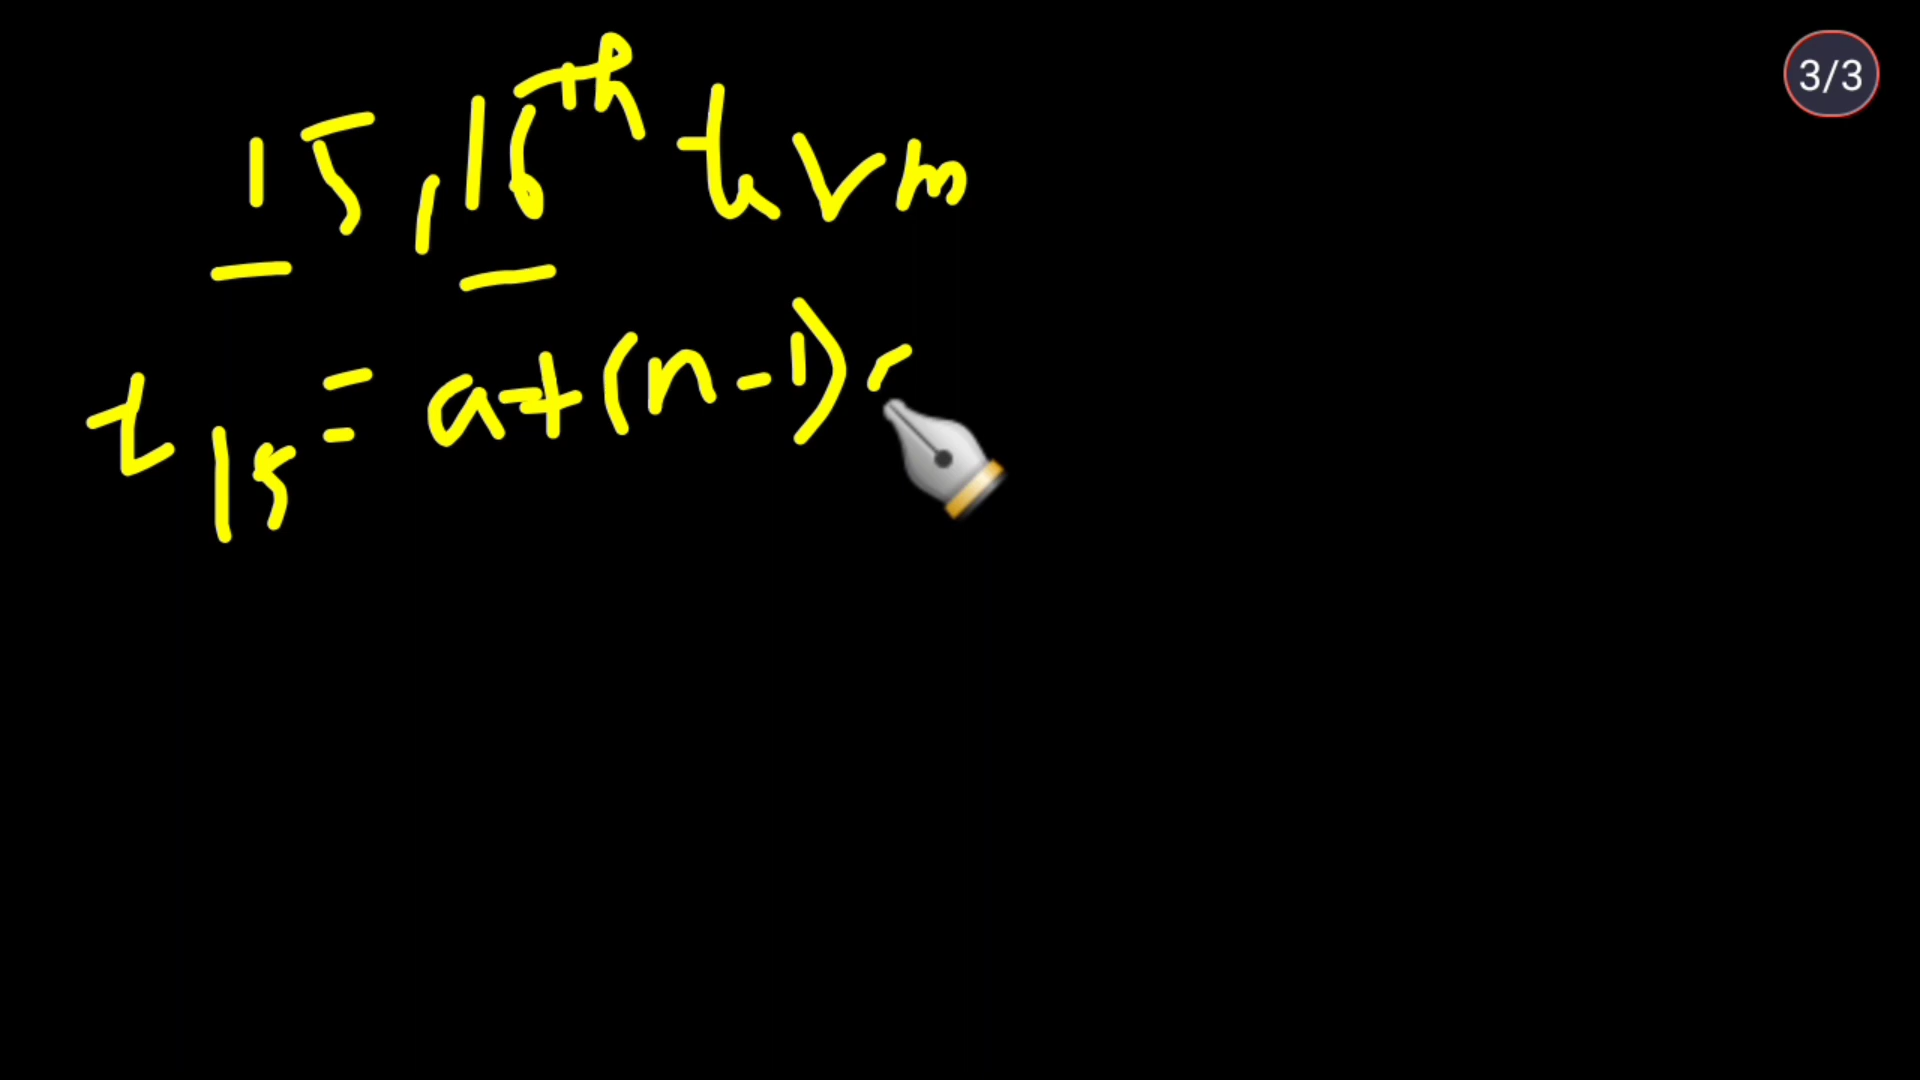 3/3
15,16th term
t15 = a+(n-1)